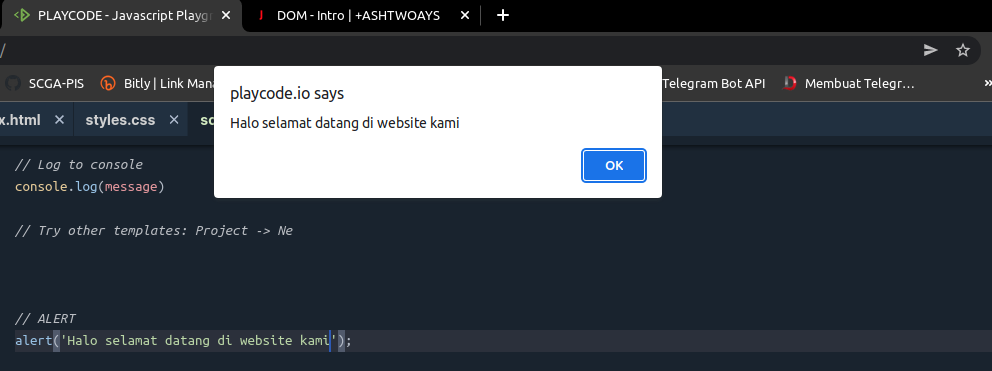 PLAYCODE - Javascript Playgr
DOM - Intro | +ASHTWOAYS
/
SCGA-PIS
Bitly | Link Mana
Telegram Bot API
Membuat Telegr…
»
playcode.io says
Halo selamat datang di website kami
OK
x.html
styles.css
sc
// Log to console
console.log(message)
// Try other templates: Project -> Ne
// ALERT
alert('Halo selamat datang di website kami');